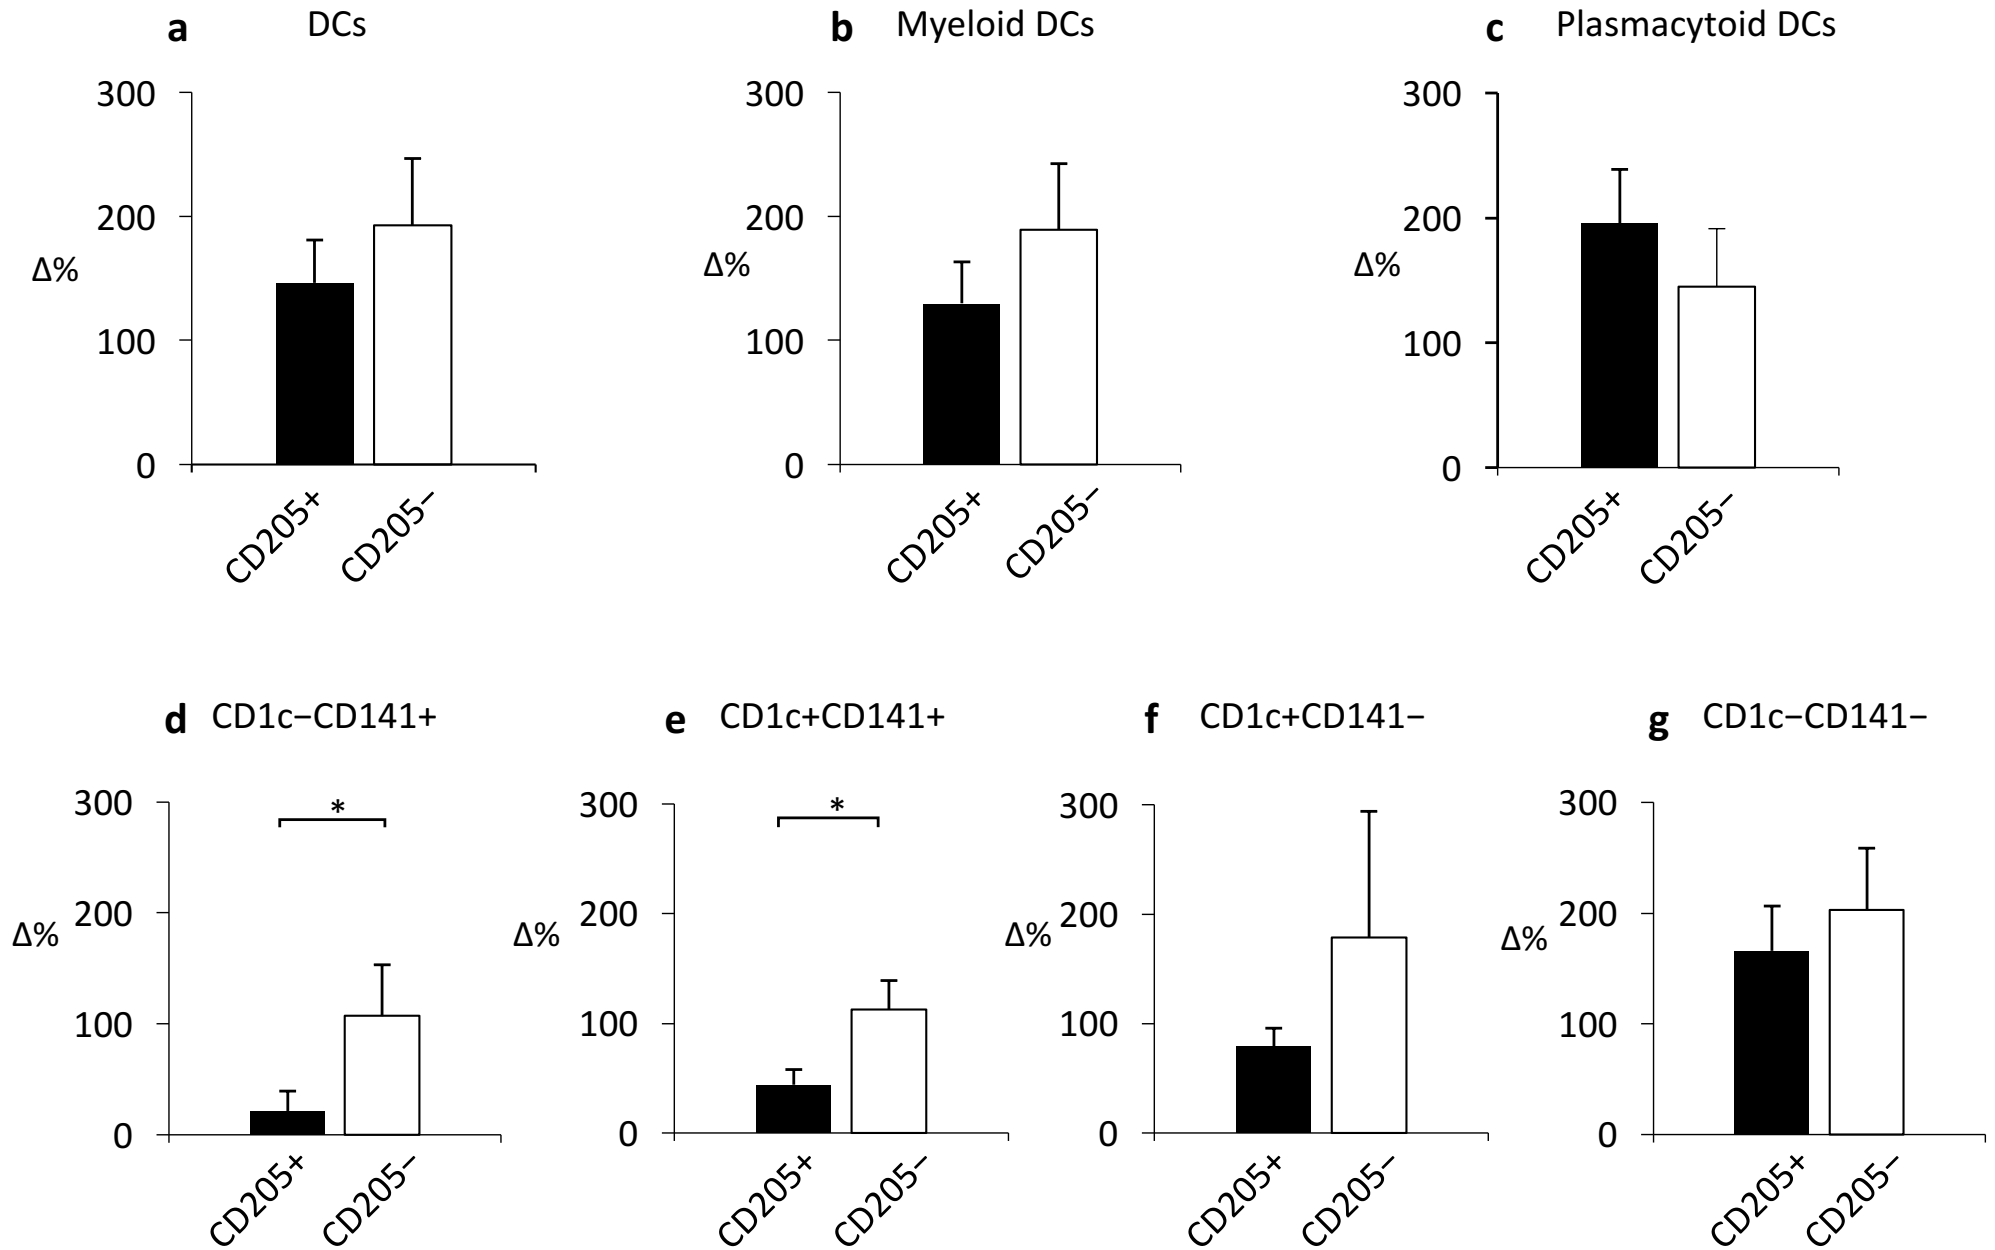 a DCs
300
200
Δ%
100
0
CD205+
CD205−
b Myeloid DCs
300
200
Δ%
100
0
CD205+
CD205−
c Plasmacytoid DCs
300
200
Δ%
100
0
CD205+
CD205−
d CD1c−CD141+
300
*
200
Δ%
100
0
CD205+
CD205−
e CD1c+CD141+
300
*
200
Δ%
100
0
CD205+
CD205−
f CD1c+CD141−
300
200
Δ%
100
0
CD205+
CD205−
g CD1c−CD141−
300
200
Δ%
100
0
CD205+
CD205−